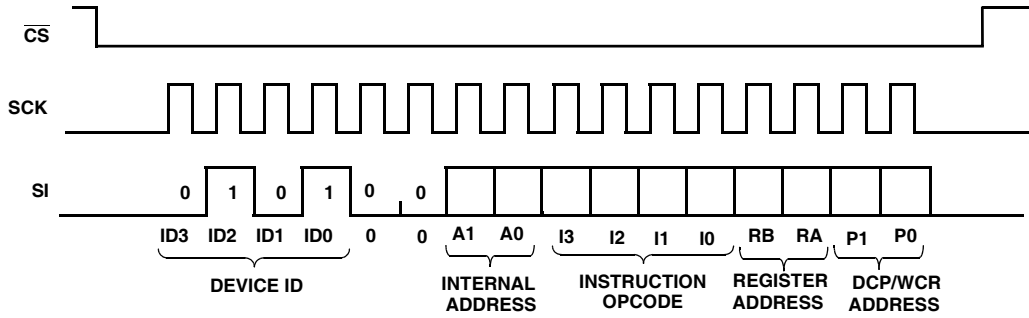 CS
SCK
SI
0 1 0 1 0 0
ID3 ID2 ID1 ID0 0 0 A1 A0 I3 I2 I1 I0 RB RA P1 P0
DEVICE ID
INTERNAL
ADDRESS
INSTRUCTION
OPCODE
REGISTER
ADDRESS
DCP/WCR
ADDRESS